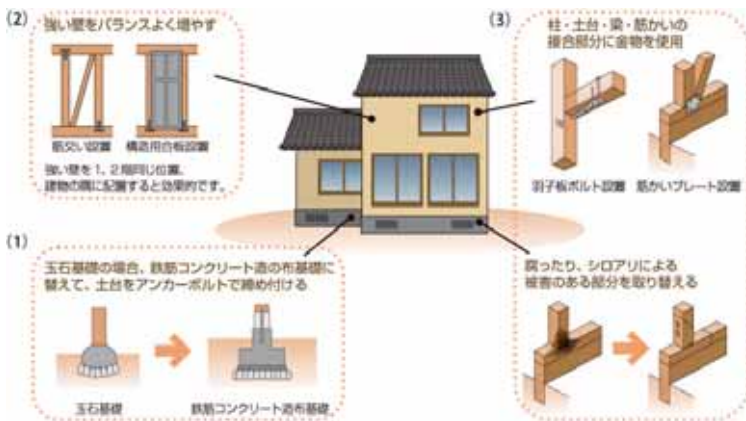 (2)
強い壁をバランスよく増やす
筋交い設置 構造用合板設置
強い壁を1、2階同じ位置、
建物の隅に配置すると効果的です。
(3)
柱・土台・梁・筋かいの
接合部分に金物を使用
羽子板ボルト設置 筋かいプレート設置
(1)
玉石基礎の場合、鉄筋コンクリート造の布基礎に
替えて、土台をアンカーボルトで締め付ける
玉石基礎 鉄筋コンクリート造布基礎
腐ったり、シロアリによる
被害のある部分を取り替える